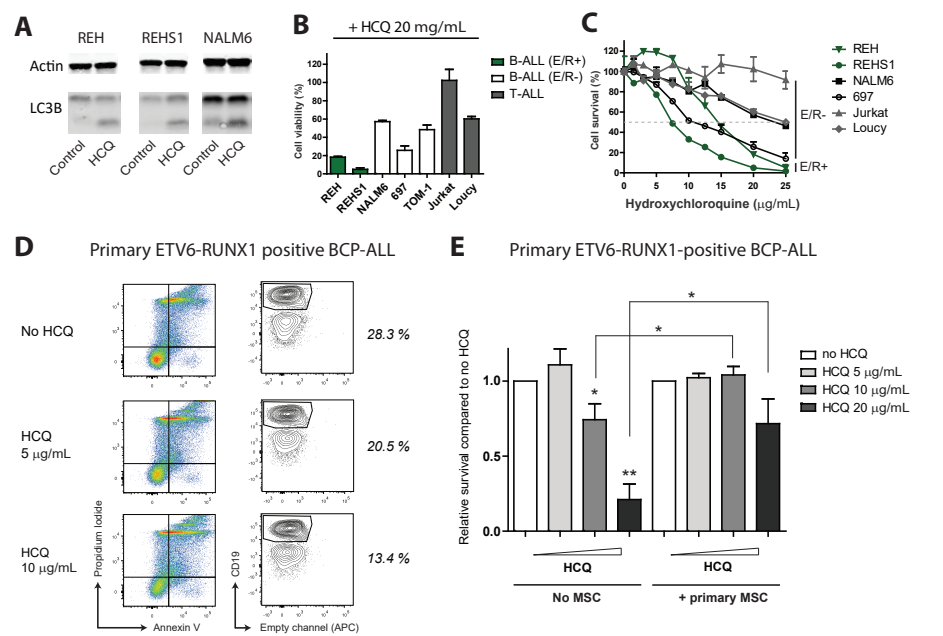 A
REH REHS1 NALM6
Actin
LC3B
Control
HCQ
Control
HCQ
Control
HCQ
B
+ HCQ 20 mg/mL
Cell viability (%)
120
100
80
60
40
20
0
REH
REHS1
NALM6
697
TOM-1
Jurkat
Loucy
B-ALL (E/R+)
B-ALL (E/R-)
T-ALL
C
Cell survival (%)
120
100
80
60
40
20
0
0 5 10 15 20 25
Hydroxychloroquine (μg/mL)
REH
REHS1
NALM6
697
Jurkat
Loucy
E/R-
E/R+
D
Primary ETV6-RUNX1 positive BCP-ALL
No HCQ
28.3 %
HCQ
5 μg/mL
20.5 %
HCQ
10 μg/mL
13.4 %
Propidium Iodide
Annexin V
CD19
Empty channel (APC)
E
Primary ETV6-RUNX1-positive BCP-ALL
Relative survival compared to no HCQ
1.0
0.5
0.0
*
**
*
*
no HCQ
HCQ 5 μg/mL
HCQ 10 μg/mL
HCQ 20 μg/mL
HCQ HCQ
No MSC + primary MSC